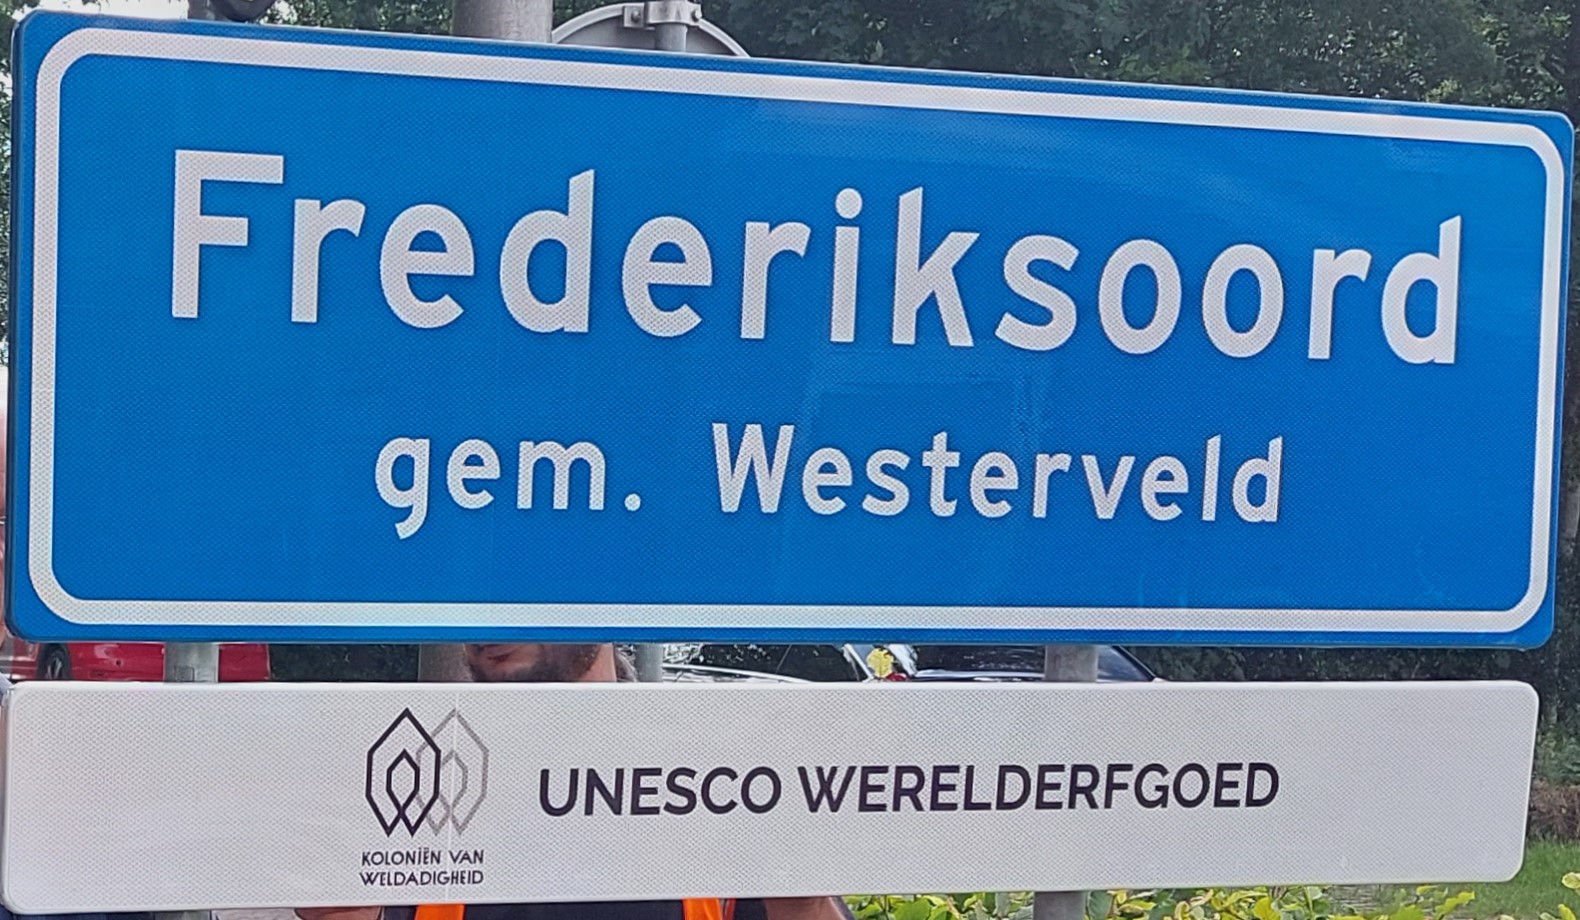 Frederiksoord
gem. Westerveld
UNESCO WERELDERFGOED
KOLONIËN VAN
WELDADIGHEID